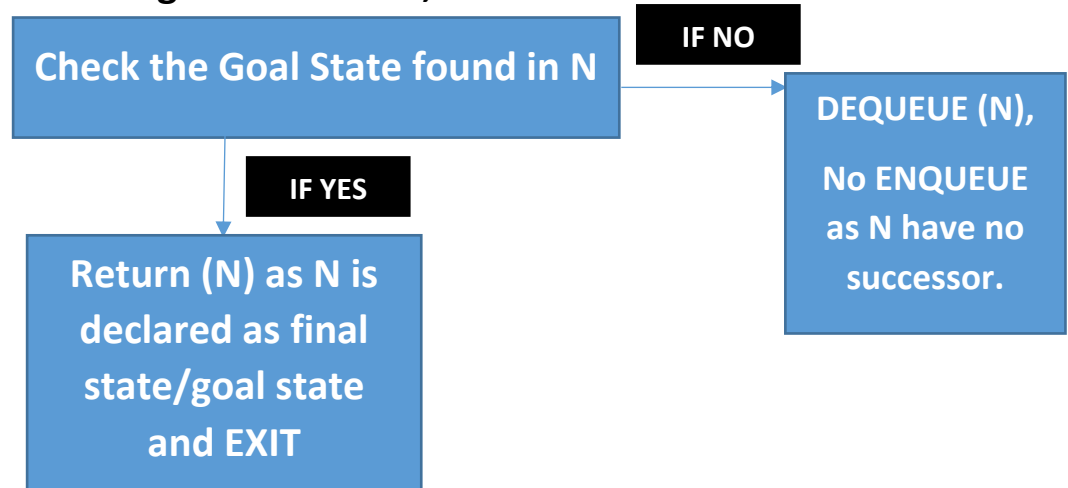 Check the Goal State found in N
IF NO
DEQUEUE (N),
No ENQUEUE
as N have no
successor.
IF YES
Return (N) as N is
declared as final
state/goal state
and EXIT